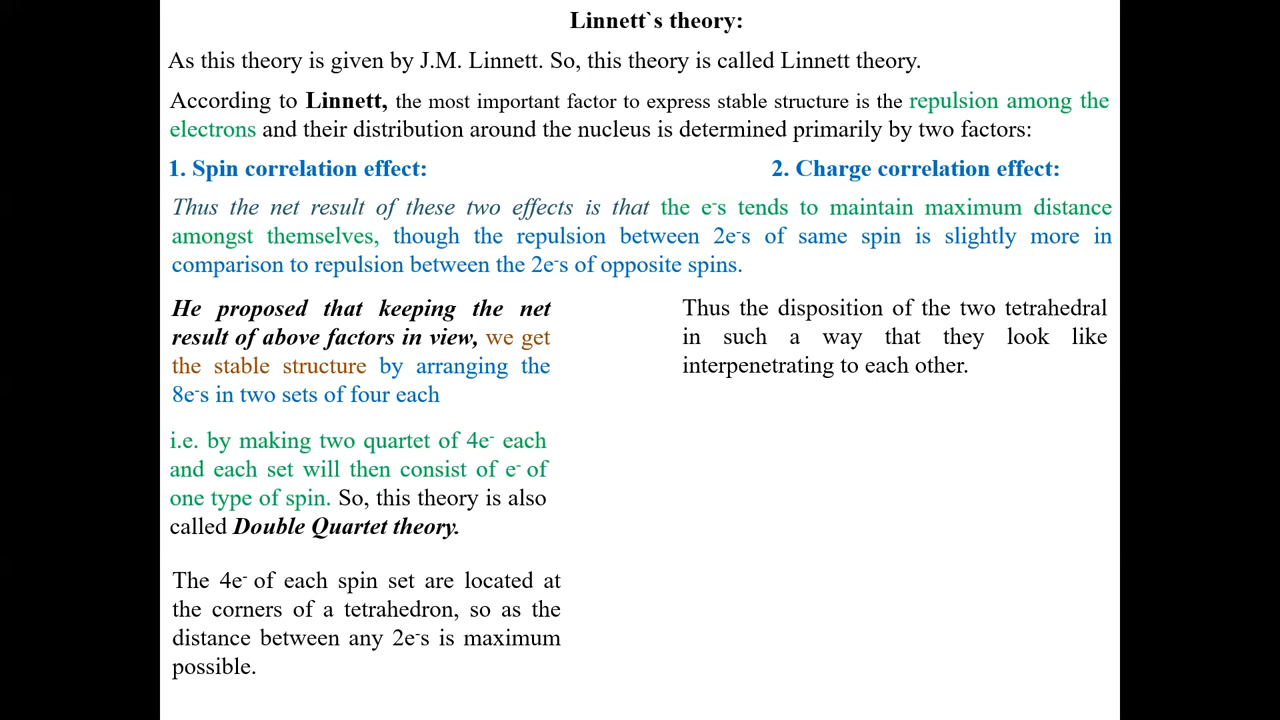 Linnett`s theory:
As this theory is given by J.M. Linnett. So, this theory is called Linnett theory.
According to Linnett, the most important factor to express stable structure is the repulsion among the
electrons and their distribution around the nucleus is determined primarily by two factors:
1. Spin correlation effect:
2. Charge correlation effect:
Thus the net result of these two effects is that the e⁻s tends to maintain maximum distance
amongst themselves, though the repulsion between 2e⁻s of same spin is slightly more in
comparison to repulsion between the 2e⁻s of opposite spins.
He proposed that keeping the net
result of above factors in view, we get
the stable structure by arranging the
8e⁻s in two sets of four each
i.e. by making two quartet of 4e⁻ each
and each set will then consist of e⁻ of
one type of spin. So, this theory is also
called Double Quartet theory.
The 4e⁻ of each spin set are located at
the corners of a tetrahedron, so as the
distance between any 2e⁻s is maximum
possible.
Thus the disposition of the two tetrahedral
in such a way that they look like
interpenetrating to each other.